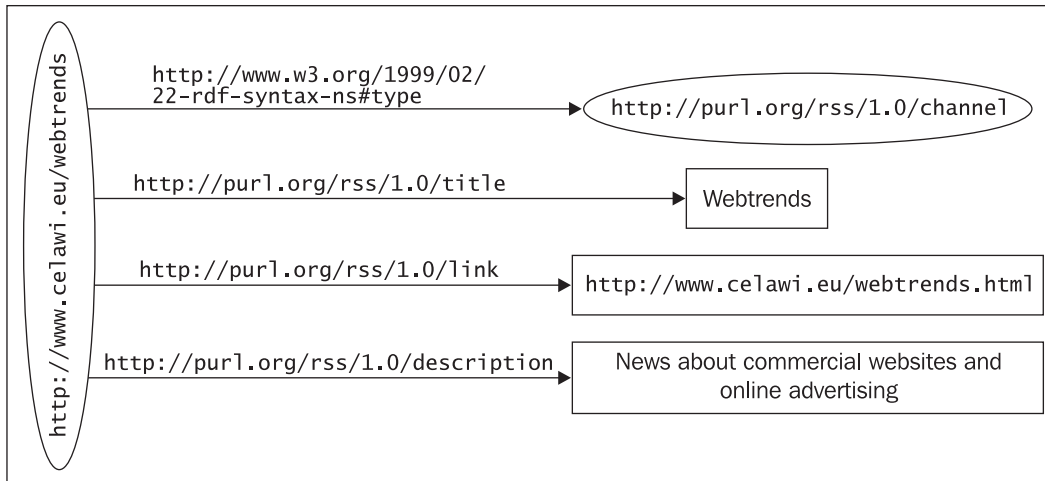 http://www.celawi.eu/webtrends
http://www.w3.org/1999/02/
22-rdf-syntax-ns#type
http://purl.org/rss/1.0/channel
http://purl.org/rss/1.0/title
Webtrends
http://purl.org/rss/1.0/link
http://www.celawi.eu/webtrends.html
http://purl.org/rss/1.0/description
News about commercial websites and
online advertising